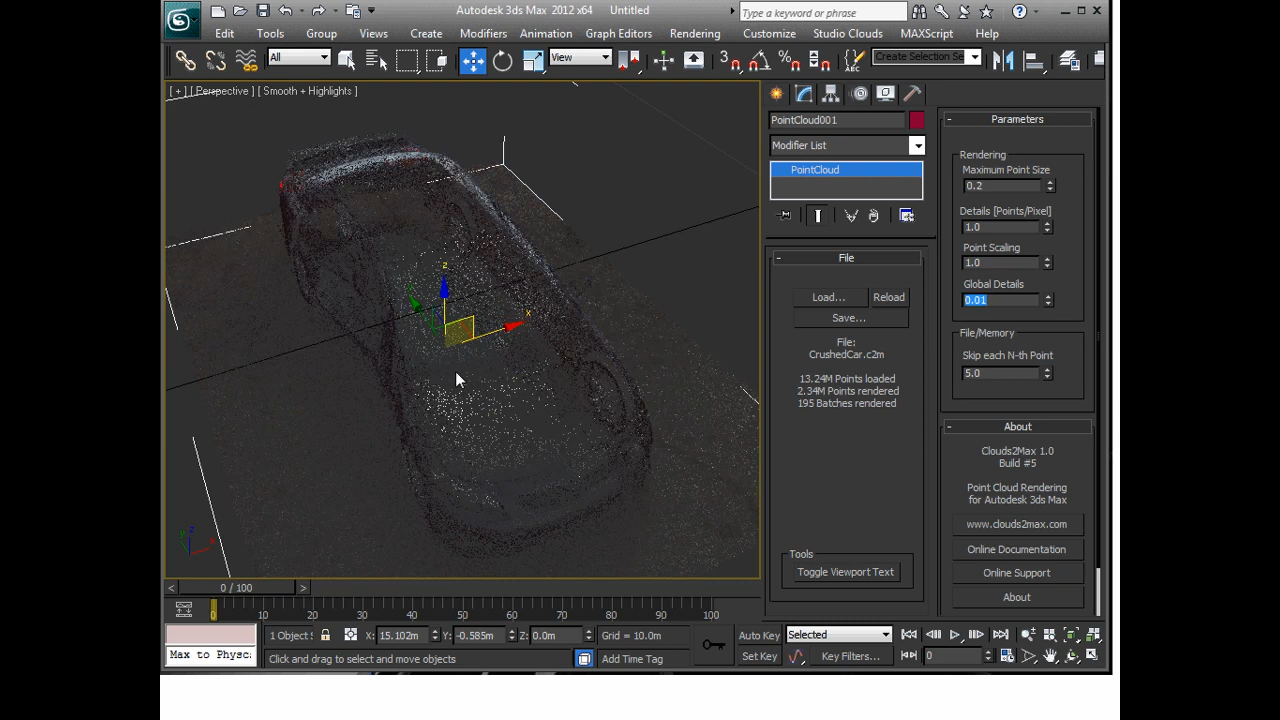 Autodesk 3ds Max 2012 x64 Untitled
Type a keyword or phrase
Edit Tools Group Views Create Modifiers Animation Graph Editors Rendering Customize Studio Clouds MAXScript Help
All
View
3
%
ABC
Create Selection Se
[ + ] [ Perspective ] [ Smooth + Highlights ]
z
x
z
y
x
0 / 100
PointCloud001
Modifier List
PointCloud
File
Load... Reload
Save...
File:
CrushedCar.c2m
13.24M Points loaded
2.34M Points rendered
195 Batches rendered
Tools
Toggle Viewport Text
Parameters
Rendering
Maximum Point Size
0.2
Details [Points/Pixel]
1.0
Point Scaling
1.0
Global Details
0.01
File/Memory
Skip each N-th Point
5.0
About
Clouds2Max 1.0
Build #5
Point Cloud Rendering
for Autodesk 3ds Max
www.clouds2max.com
Online Documentation
Online Support
About
0 10 20 30 40 50 60 70 80 90 100
1 Object X: 15.102m Y: -0.585m Z: 0.0m Grid = 10.0m Auto Key Selected
Max to Physc: Click and drag to select and move objects Add Time Tag Set Key Key Filters... 0